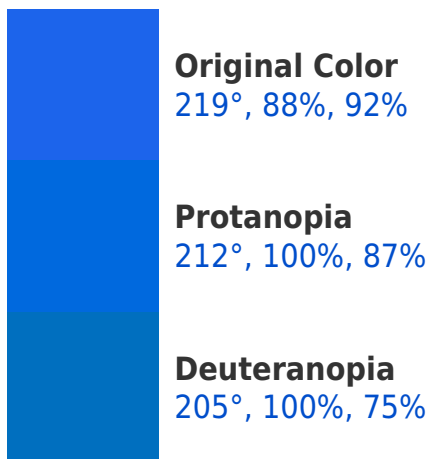 Original Color
219°, 88%, 92%
Protanopia
212°, 100%, 87%
Deuteranopia
205°, 100%, 75%